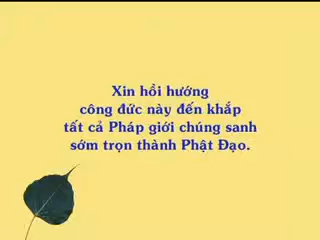 Xin hồi hướng
công đức này đến khắp
tất cả Pháp giới chúng sanh
sớm trọn thành Phật Đạo.